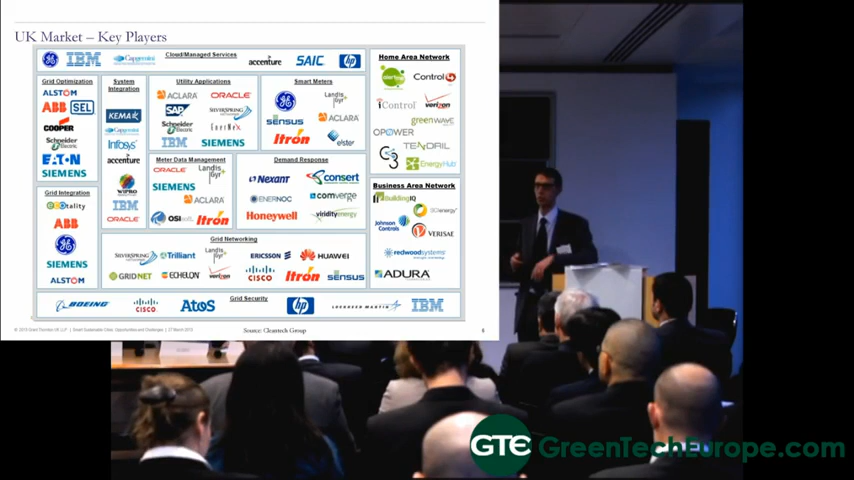 UK Market – Key Players
Cloud/Managed Services
IBM
Capgemini
accenture
SAIC
hp
Grid Optimization
ALSTOM
ABB
SEL
COOPER
Schneider Electric
EATON
SIEMENS
System Integration
KEMA
Capgemini
Infosys
accenture
WIPRO
IBM
ORACLE
Utility Applications
ACLARA
ORACLE
SAP
SILVERSPRING
Schneider Electric
EnerNex
IBM
SIEMENS
Smart Meters
Landis Gyr
sensus
ACLARA
Itron
elster
Home Area Network
Control4
iControl
verizon
greenwave
OPOWER
TENDRIL
C3
EnergyHub
Meter Data Management
ORACLE
Landis Gyr
SIEMENS
ACLARA
OSIsoft
Itron
Demand Response
Nexant
consert
ENERNOC
comverge
Honeywell
viridityenergy
Grid Integration
ecotality
ABB
SIEMENS
ALSTOM
Business Area Network
BuildingIQ
SCIenergy
Johnson Controls
VERISAE
redwoodsystems
ADURA
Grid Networking
SILVERSPRING
Trilliant
Landis Gyr
ERICSSON
HUAWEI
GRIDNET
ECHELON
verizon
CISCO
Itron
sensus
Grid Security
BOEING
CISCO
AtoS
hp
LOCKHEED MARTIN
IBM
Source: Cleantech Group
6
GTE GreenTechEurope.com